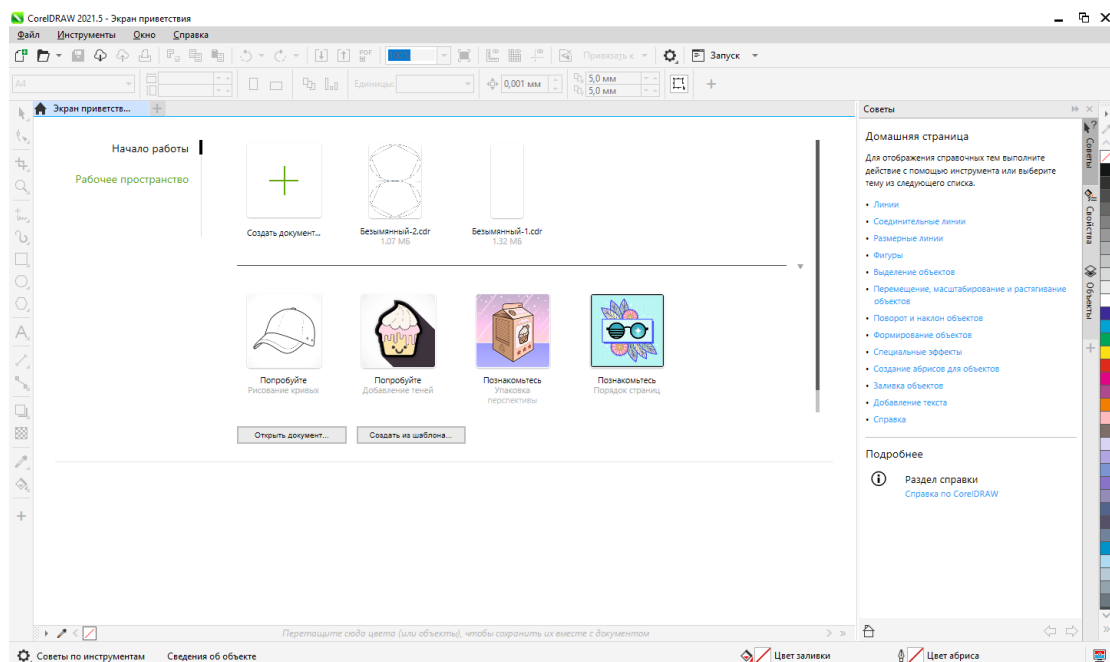 CorelDRAW 2021.5 - Экран приветствия
Файл Инструменты Окно Справка
PDF Привязать к Запуск
A4 Единицы: 0,001 мм 5,0 мм
5,0 мм
Экран приветств...
Начало работы
Рабочее пространство
Создать документ...
Безымянный-2.cdr
1.07 МБ
Безымянный-1.cdr
1.32 МБ
Попробуйте
Рисование кривых
Попробуйте
Добавление теней
Познакомьтесь
Упаковка
перспективы
Познакомьтесь
Порядок страниц
Открыть документ...
Создать из шаблона...
Советы
Домашняя страница
Для отображения справочных тем выполните
действие с помощью инструмента или выберите
тему из следующего списка.
• Линии
• Соединительные линии
• Размерные линии
• Фигуры
• Выделение объектов
• Перемещение, масштабирование и растягивание
объектов
• Поворот и наклон объектов
• Формирование объектов
• Специальные эффекты
• Создание абрисов для объектов
• Заливка объектов
• Добавление текста
• Справка
Подробнее
Раздел справки
Справка по CorelDRAW
Советы
Свойства
Объекты
Перетащите сюда цвета (или объекты), чтобы сохранить их вместе с документом
Советы по инструментам Сведения об объекте Цвет заливки Цвет абриса